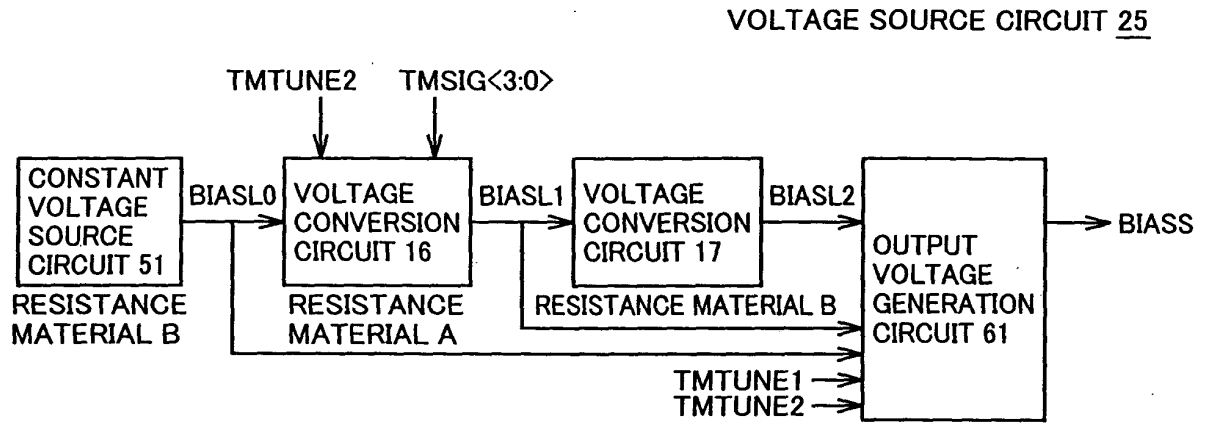 VOLTAGE SOURCE CIRCUIT 25
TMTUNE2
TMSIG<3:0>
CONSTANT
VOLTAGE
SOURCE
CIRCUIT 51
BIASL0
VOLTAGE
CONVERSION
CIRCUIT 16
BIASL1
VOLTAGE
CONVERSION
CIRCUIT 17
BIASL2
OUTPUT
VOLTAGE
GENERATION
CIRCUIT 61
BIASS
RESISTANCE
MATERIAL B
RESISTANCE
MATERIAL A
RESISTANCE MATERIAL B
TMTUNE1
TMTUNE2